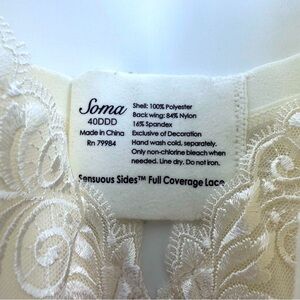 Soma
40DDD
Made in China
Rn 79984
Shell: 100% Polyester
Back wing: 84% Nylon
16% Spandex
Exclusive of Decoration
Hand wash cold, separately.
Only non-chlorine bleach when
needed. Line dry. Do not iron.
Sensuous Sides™ Full Coverage Lace